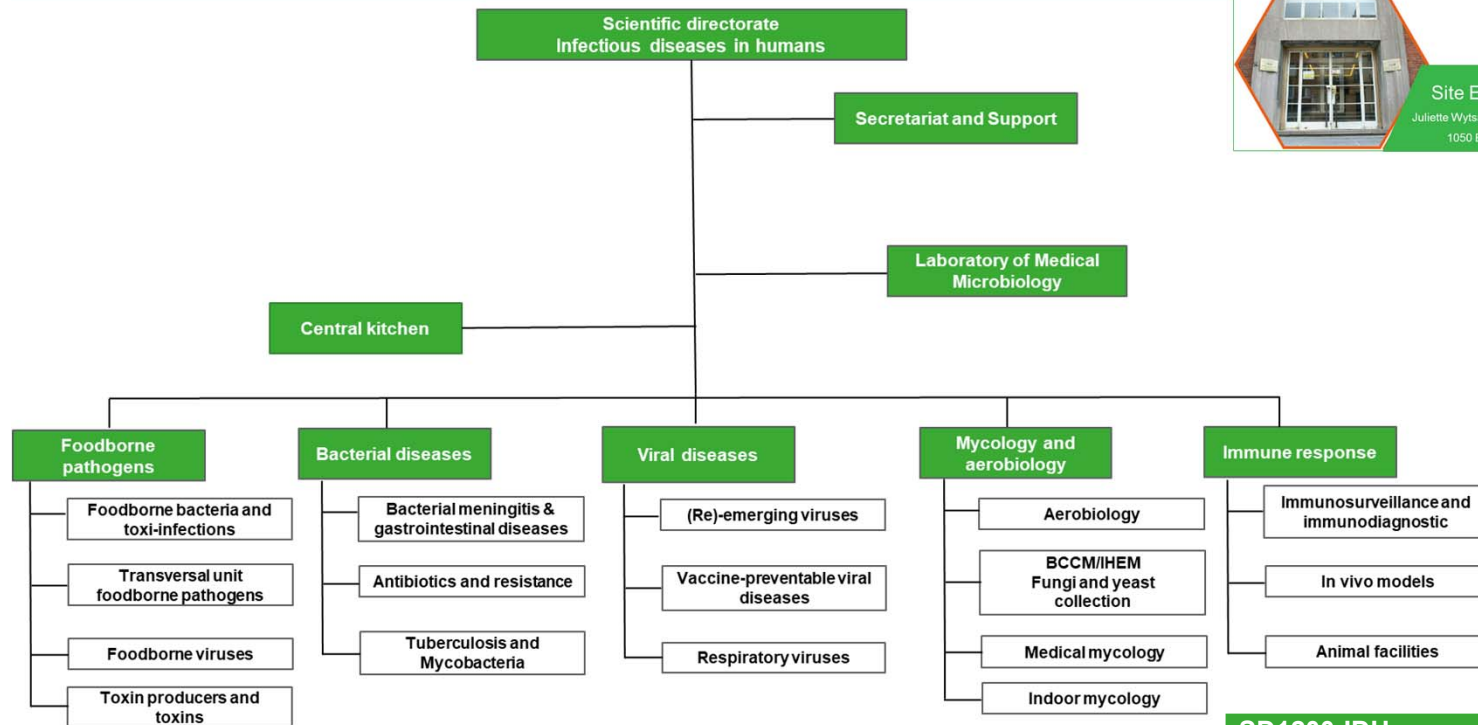 Scientific directorate
Infectious diseases in humans
Site
Juliette
1050
Secretariat and Support
Laboratory of Medical
Microbiology
Central kitchen
Foodborne
pathogens
Foodborne bacteria and
toxi-infections
Transversal unit
foodborne pathogens
Foodborne viruses
Toxin producers and
toxins
Bacterial diseases
Bacterial meningitis &
gastrointestinal diseases
Antibiotics and resistance
Tuberculosis and
Mycobacteria
Viral diseases
(Re)-emerging viruses
Vaccine-preventable viral
diseases
Respiratory viruses
Mycology and
aerobiology
Aerobiology
BCCM/IHEM
Fungi and yeast
collection
Medical mycology
Indoor mycology
Immune response
Immunosurveillance and
immunodiagnostic
In vivo models
Animal facilities